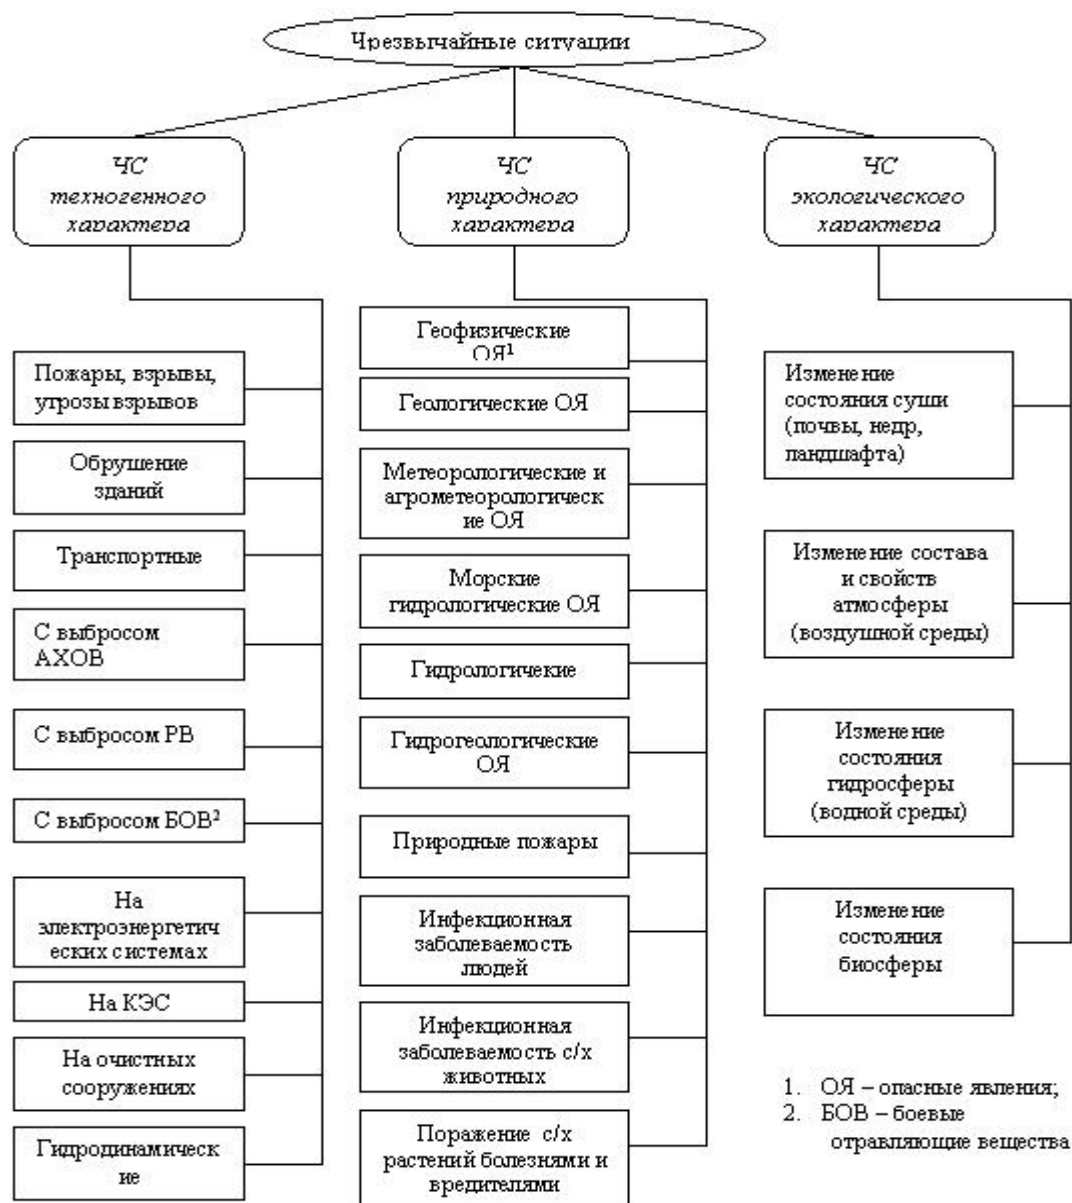 Чрезвычайные ситуации
ЧС
техногенного
характера
ЧС
природного
характера
ЧС
экологического
характера
Пожары, взрывы,
угрозы взрывов
Обрушение
зданий
Транспортные
С выбросом
АХОВ
С выбросом РВ
С выбросом БОВ²
На
электроэнергетич
еских системах
На КЭС
На очистных
сооружениях
Гидродинамическ
ие
Геофизические
ОЯ¹
Геологические ОЯ
Метеорологические и
агрометеорологическ
ие ОЯ
Морские
гидрологические ОЯ
Гидрологичекие
Гидрогеологические
ОЯ
Природные пожары
Инфекционная
заболеваемость
людей
Инфекционная
заболеваемость с/х
животных
Поражение с/х
растений болезнями и
вредителями
Изменение
состояния суши
(почвы, недр,
ландшафта)
Изменение состава
и свойств
атмосферы
(воздушной среды)
Изменение
состояния
гидросферы
(водной среды)
Изменение
состояния
биосферы
1. ОЯ – опасные явления;
2. БОВ – боевые
отравляющие вещества